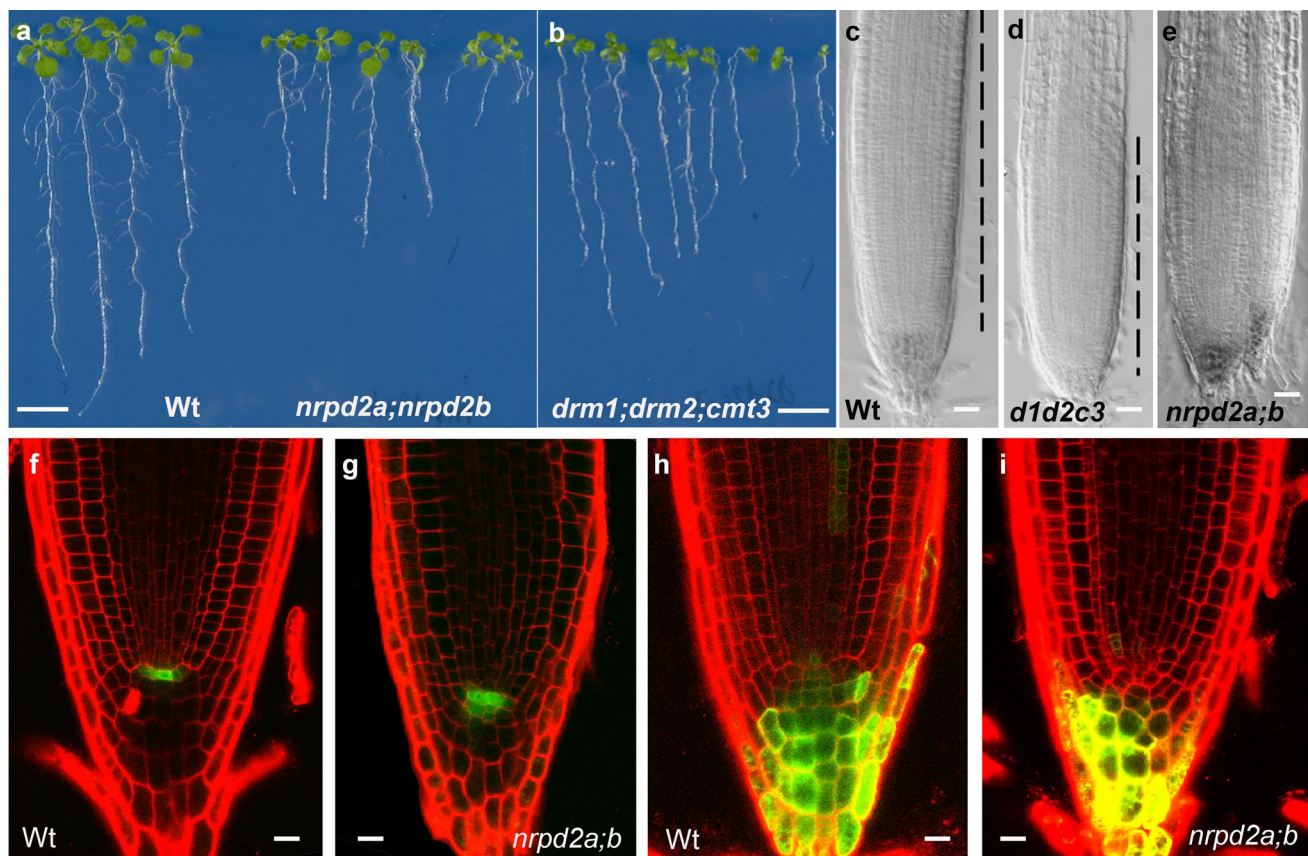 a
Wt
nrpd2a;nrpd2b
b
drm1;drm2;cmt3
c
Wt
d
d1d2c3
e
nrpd2a;b
f
Wt
g
nrpd2a;b
h
Wt
i
nrpd2a;b